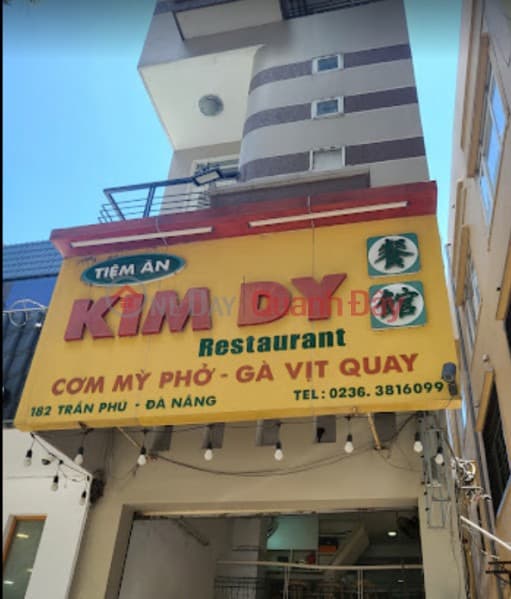 TIỆM ĂN
KIM DY
餐
館
Restaurant
CƠM MỲ PHỞ - GÀ VỊT QUAY
182 TRẦN PHÚ - ĐÀ NẴNG
TEL: 0236. 3816099